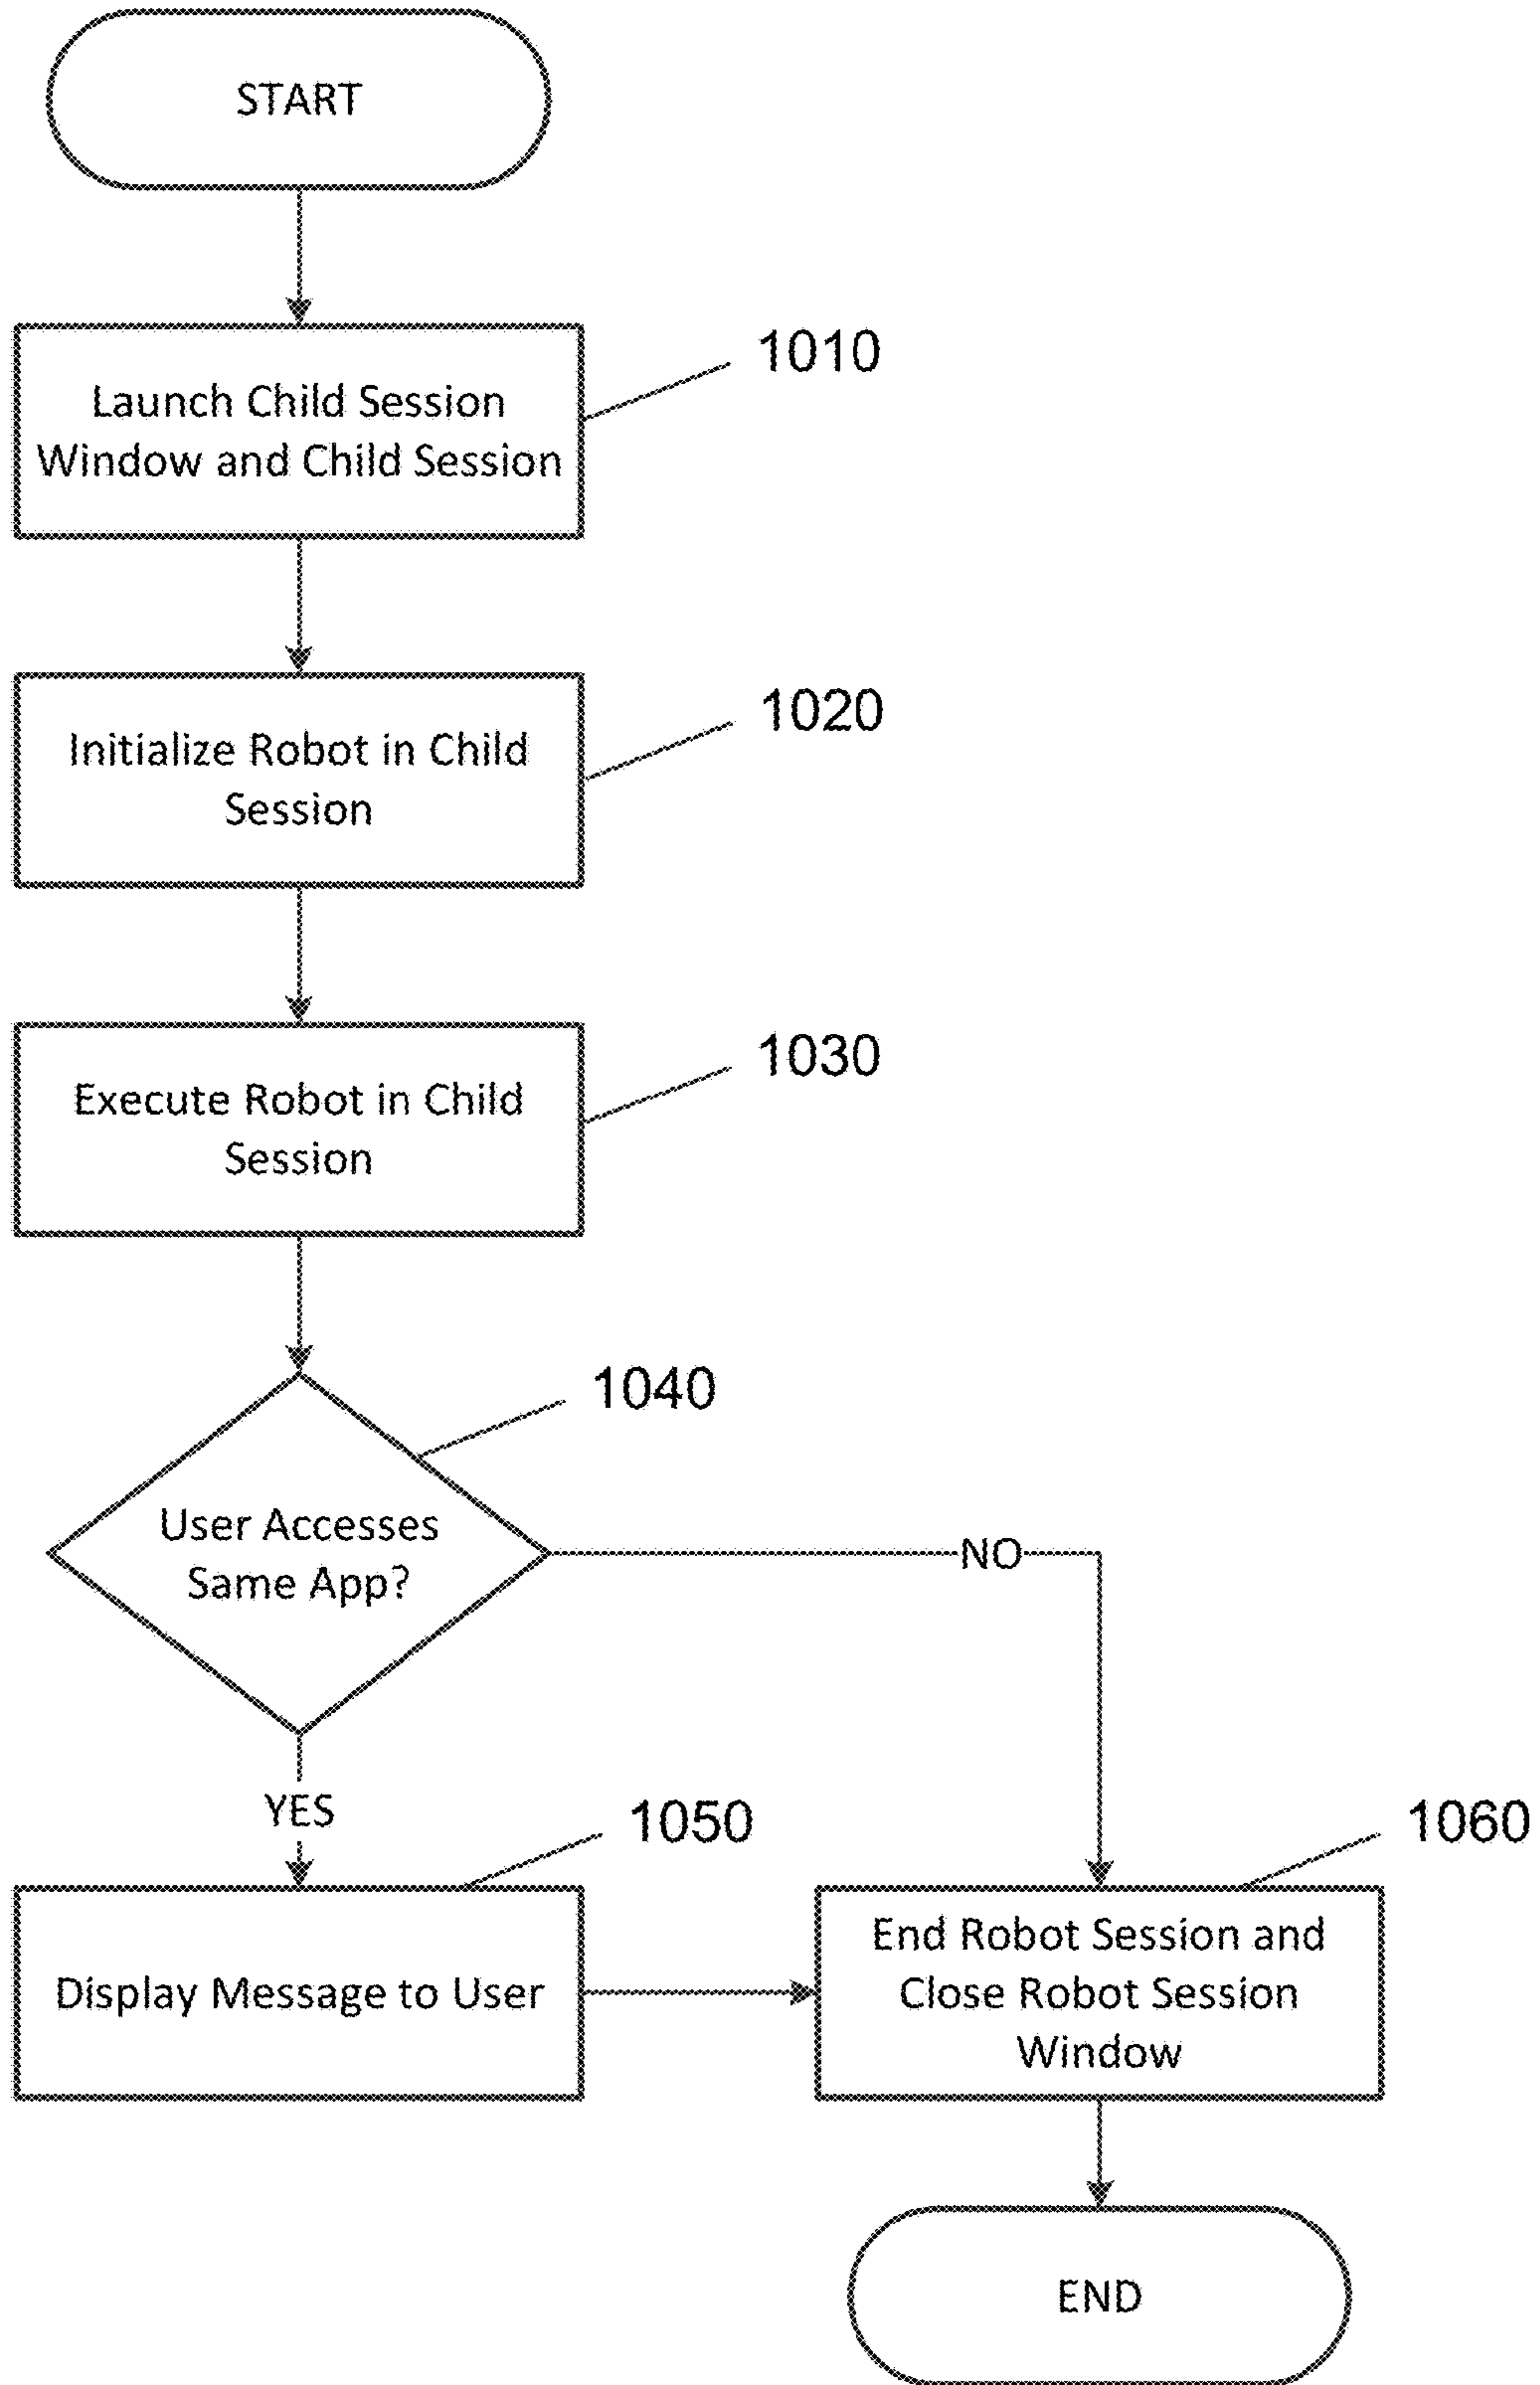 START
1010
Launch Child Session
Window and Child Session
1020
Initialize Robot in Child
Session
1030
Execute Robot in Child
Session
1040
User Accesses
Same App?
NO
YES
1050
Display Message to User
1060
End Robot Session and
Close Robot Session
Window
END